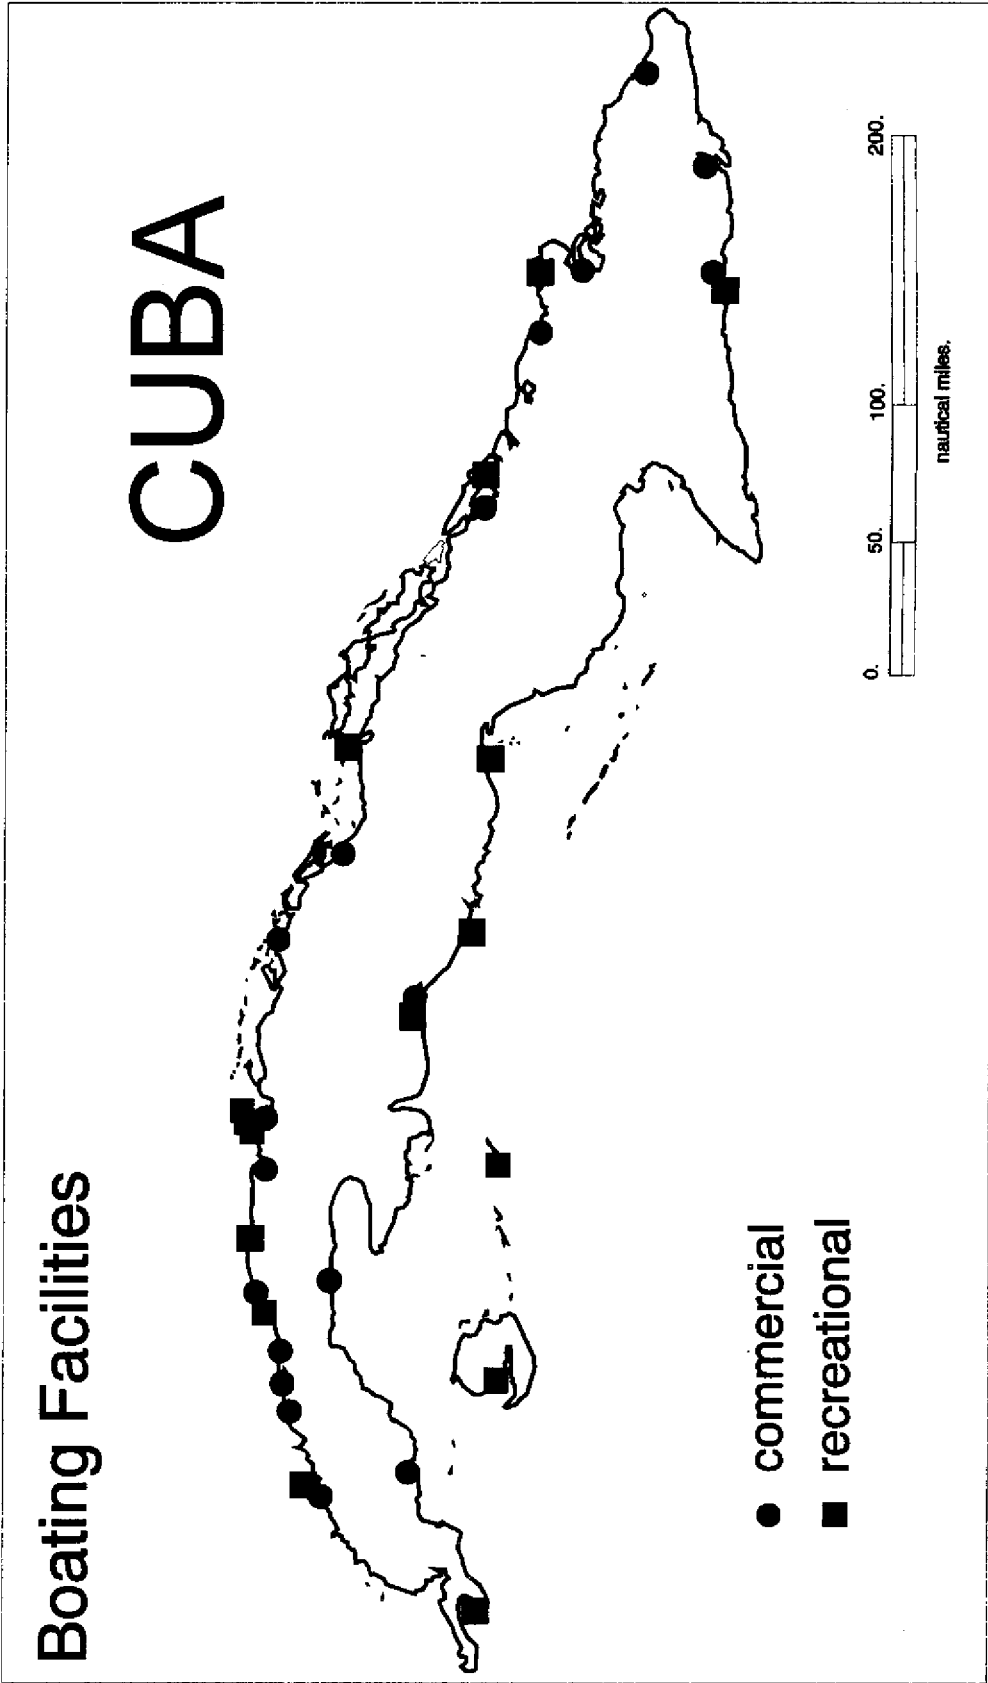 Boating Facilities
CUBA
commercial
recreational
0. 50. 100. 200.
nautical miles.